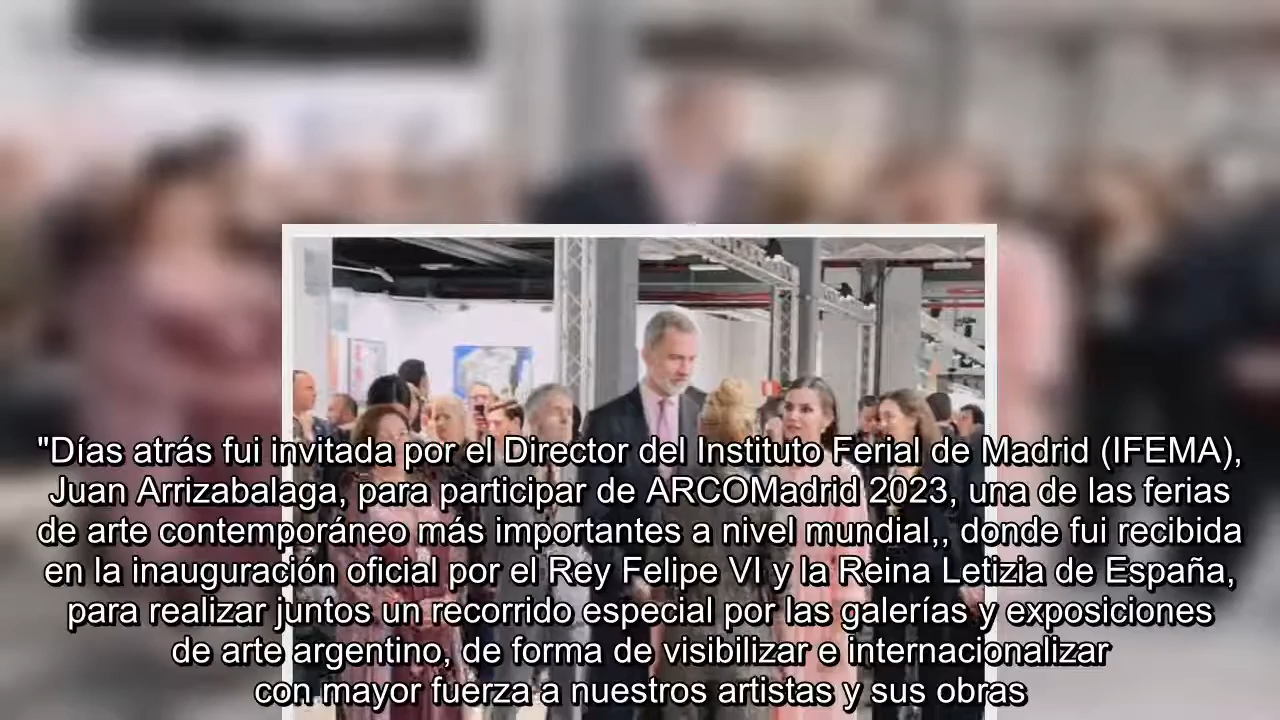 "Días atrás fui invitada por el Director del Instituto Ferial de Madrid (IFEMA),
Juan Arrizabalaga, para participar de ARCOMadrid 2023, una de las ferias
de arte contemporáneo más importantes a nivel mundial,, donde fui recibida
en la inauguración oficial por el Rey Felipe VI y la Reina Letizia de España,
para realizar juntos un recorrido especial por las galerías y exposiciones
de arte argentino, de forma de visibilizar e internacionalizar
con mayor fuerza a nuestros artistas y sus obras